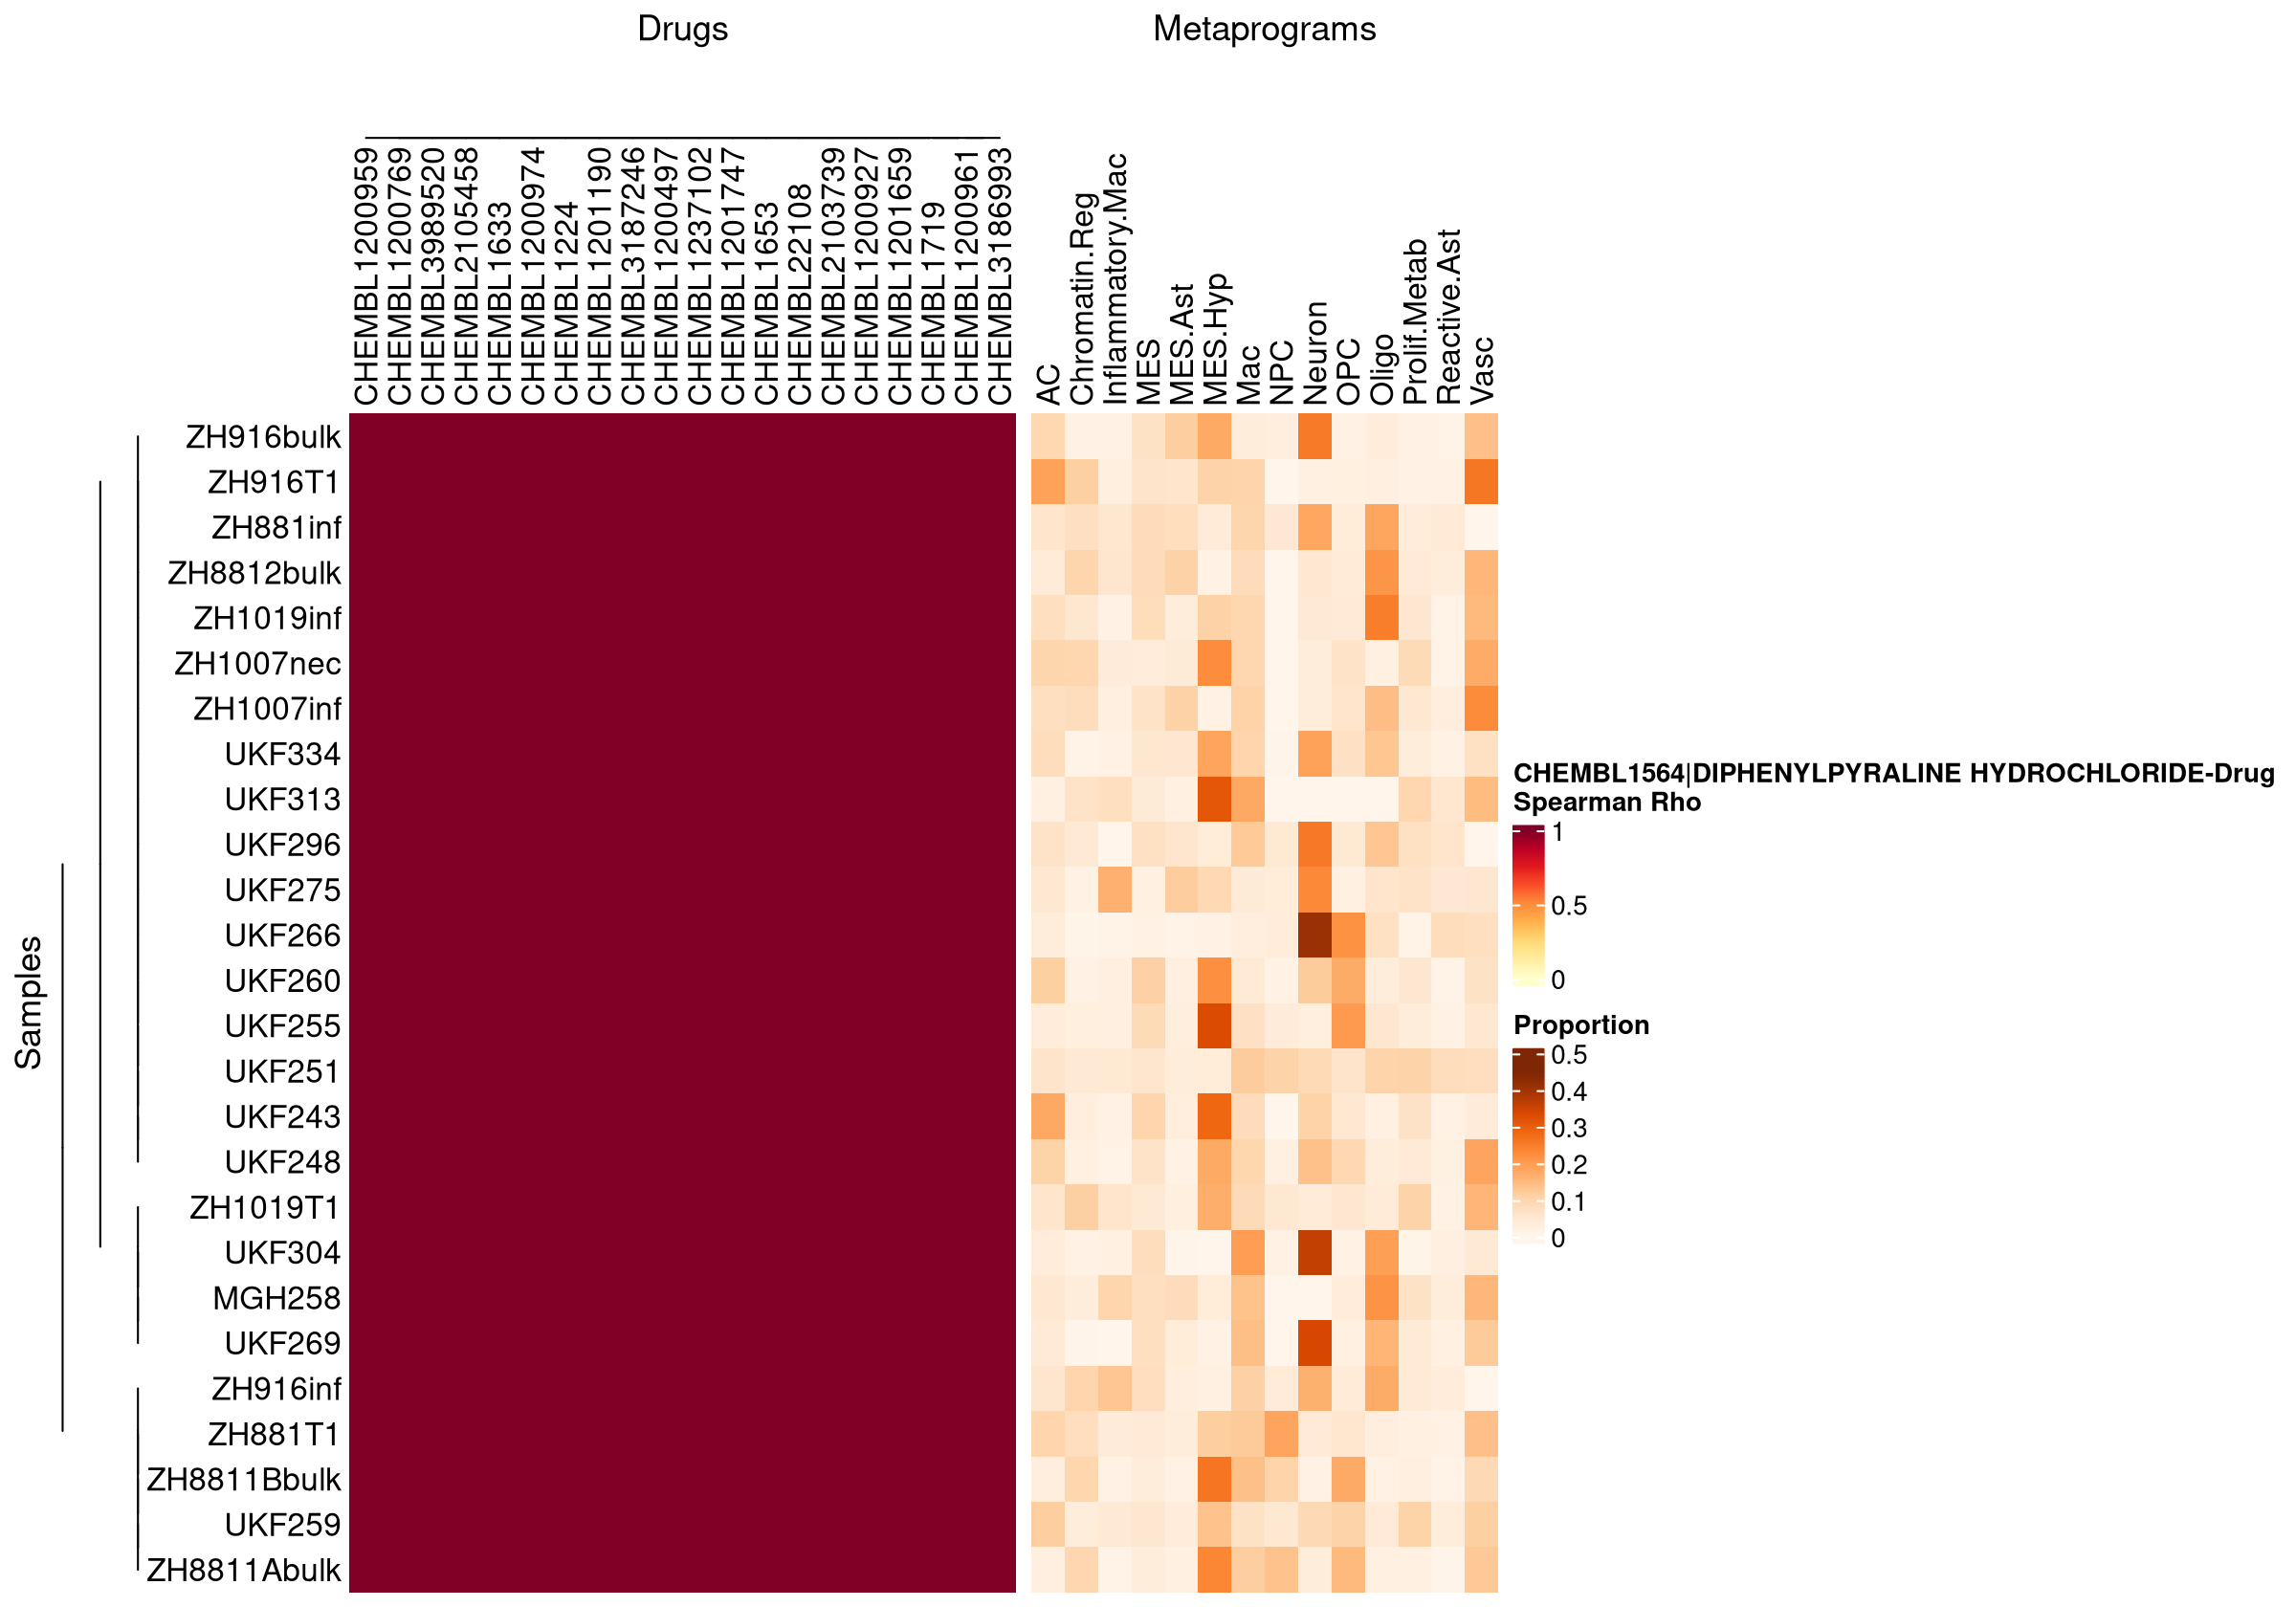 Drugs
Metaprograms
CHEMBL1200959
CHEMBL1200769
CHEMBL3989520
CHEMBL2105458
CHEMBL1633
CHEMBL1200974
CHEMBL1224
CHEMBL1201190
CHEMBL3187246
CHEMBL1200497
CHEMBL1237102
CHEMBL1201747
CHEMBL1653
CHEMBL22108
CHEMBL2103739
CHEMBL1200927
CHEMBL1201659
CHEMBL1719
CHEMBL1200961
CHEMBL3186993
AC
Chromatin.Reg
Inflammatory.Mac
MES
MES.Ast
MES.Hyp
Mac
NPC
Neuron
OPC
Oligo
Prolif.Metab
Reactive.Ast
Vasc
Samples
ZH916bulk
ZH916T1
ZH881inf
ZH8812bulk
ZH1019inf
ZH1007nec
ZH1007inf
UKF334
UKF313
UKF296
UKF275
UKF266
UKF260
UKF255
UKF251
UKF243
UKF248
ZH1019T1
UKF304
MGH258
UKF269
ZH916inf
ZH881T1
ZH8811Bbulk
UKF259
ZH8811Abulk
CHEMBL1564|DIPHENYLPYRALINE HYDROCHLORIDE-Drug
Spearman Rho
1
0.5
0
Proportion
0.5
0.4
0.3
0.2
0.1
0